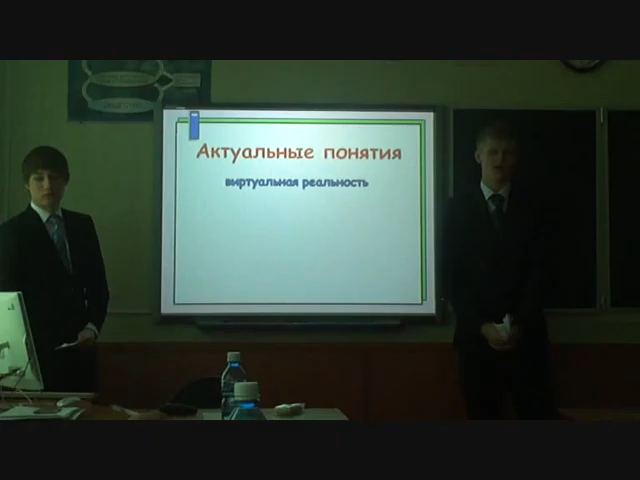 Актуальные понятия
виртуальная реальность